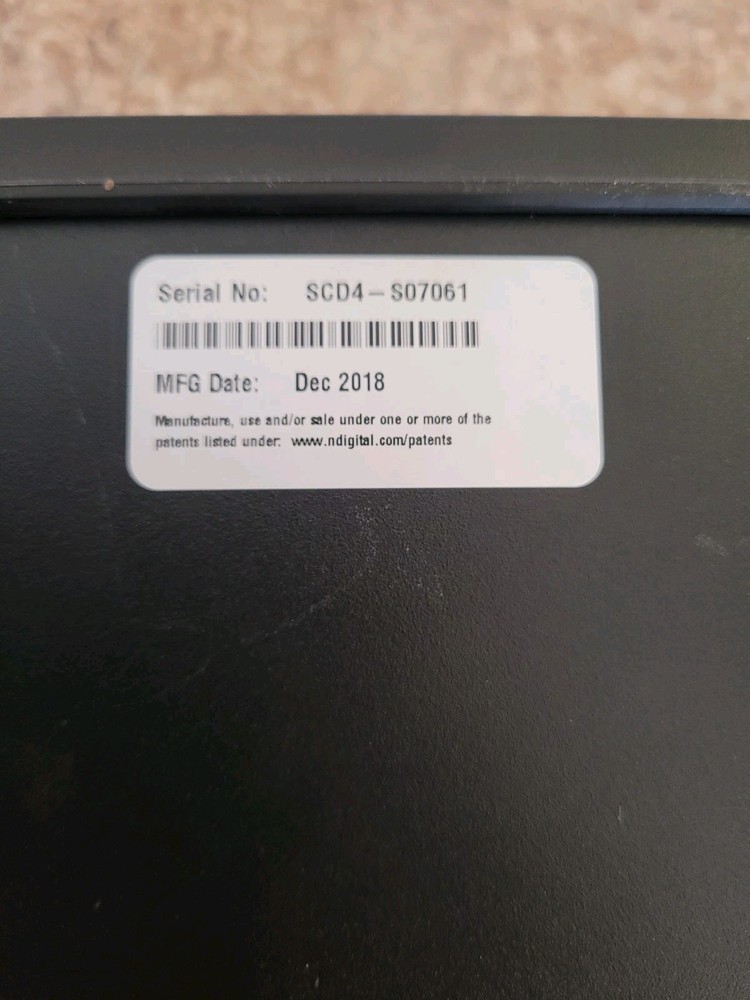 Serial No: SCD4-S07061
MFG Date: Dec 2018
Manufacture, use and/or sale under one or more of the
patents listed under: www.ndigital.com/patents